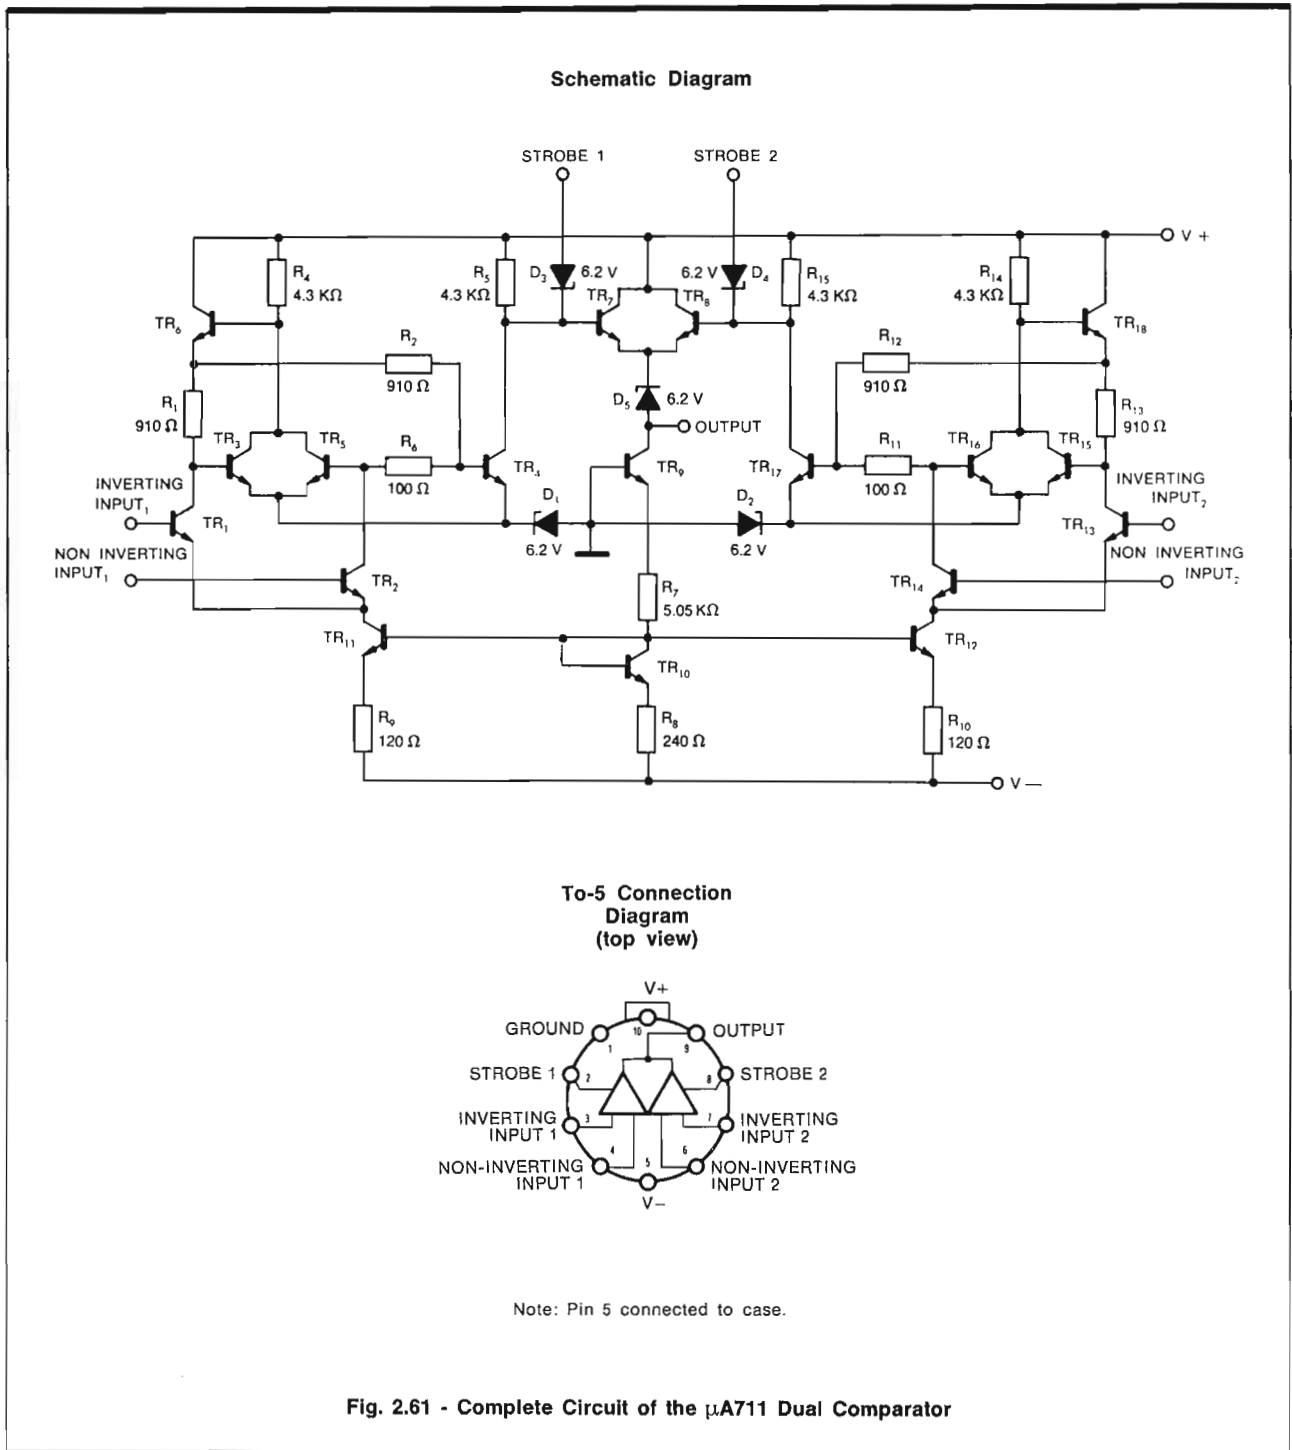 Schematic Diagram
STROBE 1
STROBE 2
V +
R4
4.3 KΩ
R5
4.3 KΩ
D3
6.2 V
6.2 V
D4
R15
4.3 KΩ
R14
4.3 KΩ
TR6
TR7
TR8
TR18
R2
910 Ω
R12
910 Ω
R1
910 Ω
D5
6.2 V
R13
910 Ω
OUTPUT
TR3
TR5
R6
100 Ω
TR4
TR9
TR17
R11
100 Ω
TR16
TR15
INVERTING
INPUT1
TR1
D1
6.2 V
D2
6.2 V
TR13
INVERTING
INPUT2
NON INVERTING
INPUT1
TR2
TR14
NON INVERTING
INPUT2
R7
5.05 KΩ
TR11
TR10
TR12
R9
120 Ω
R8
240 Ω
R10
120 Ω
V —
To-5 Connection
Diagram
(top view)
V+
GROUND
10
OUTPUT
1
9
STROBE 1
2
8
STROBE 2
INVERTING
INPUT 1
3
7
INVERTING
INPUT 2
NON-INVERTING
INPUT 1
4
5
6
NON-INVERTING
INPUT 2
V–
Note: Pin 5 connected to case.
Fig. 2.61 - Complete Circuit of the µA711 Dual Comparator